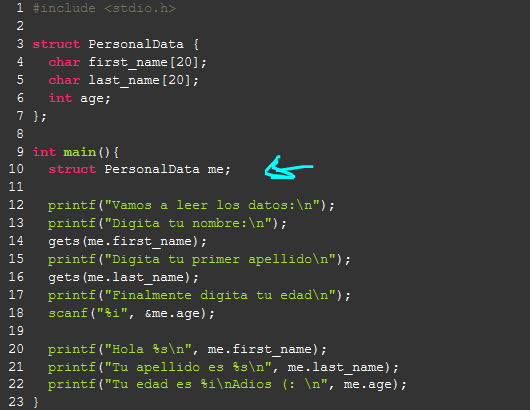 1 #include <stdio.h>
2
3 struct PersonalData {
4   char first_name[20];
5   char last_name[20];
6   int age;
7 };
8
9 int main(){
10   struct PersonalData me;
11
12   printf("Vamos a leer los datos:\n");
13   printf("Digita tu nombre:\n");
14   gets(me.first_name);
15   printf("Digita tu primer apellido\n");
16   gets(me.last_name);
17   printf("Finalmente digita tu edad\n");
18   scanf("%i", &me.age);
19
20   printf("Hola %s\n", me.first_name);
21   printf("Tu apellido es %s\n", me.last_name);
22   printf("Tu edad es %i\nAdios (: \n", me.age);
23 }